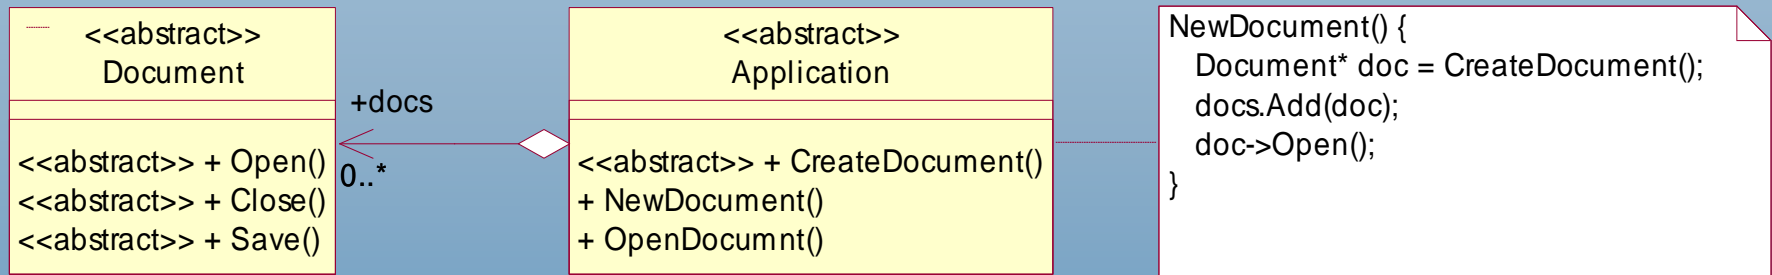 <<abstract>>
Document
<<abstract>> + Open()
<<abstract>> + Close()
<<abstract>> + Save()
+docs
0..*
<<abstract>>
Application
<<abstract>> + CreateDocument()
+ NewDocument()
+ OpenDocumnt()
NewDocument() {
Document* doc = CreateDocument();
docs.Add(doc);
doc->Open();
}